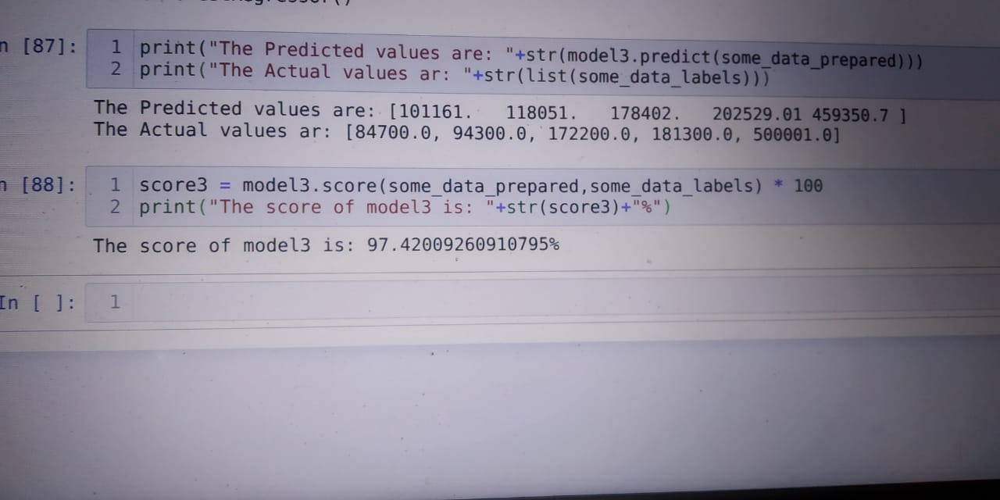 n [87]:
1 print("The Predicted values are: "+str(model3.predict(some_data_prepared)))
2 print("The Actual values ar: "+str(list(some_data_labels)))
The Predicted values are: [101161.   118051.   178402.   202529.01 459350.7 ]
The Actual values ar: [84700.0, 94300.0, 172200.0, 181300.0, 500001.0]
n [88]:
1 score3 = model3.score(some_data_prepared,some_data_labels) * 100
2 print("The score of model3 is: "+str(score3)+"%")
The score of model3 is: 97.42009260910795%
In [ ]:
1